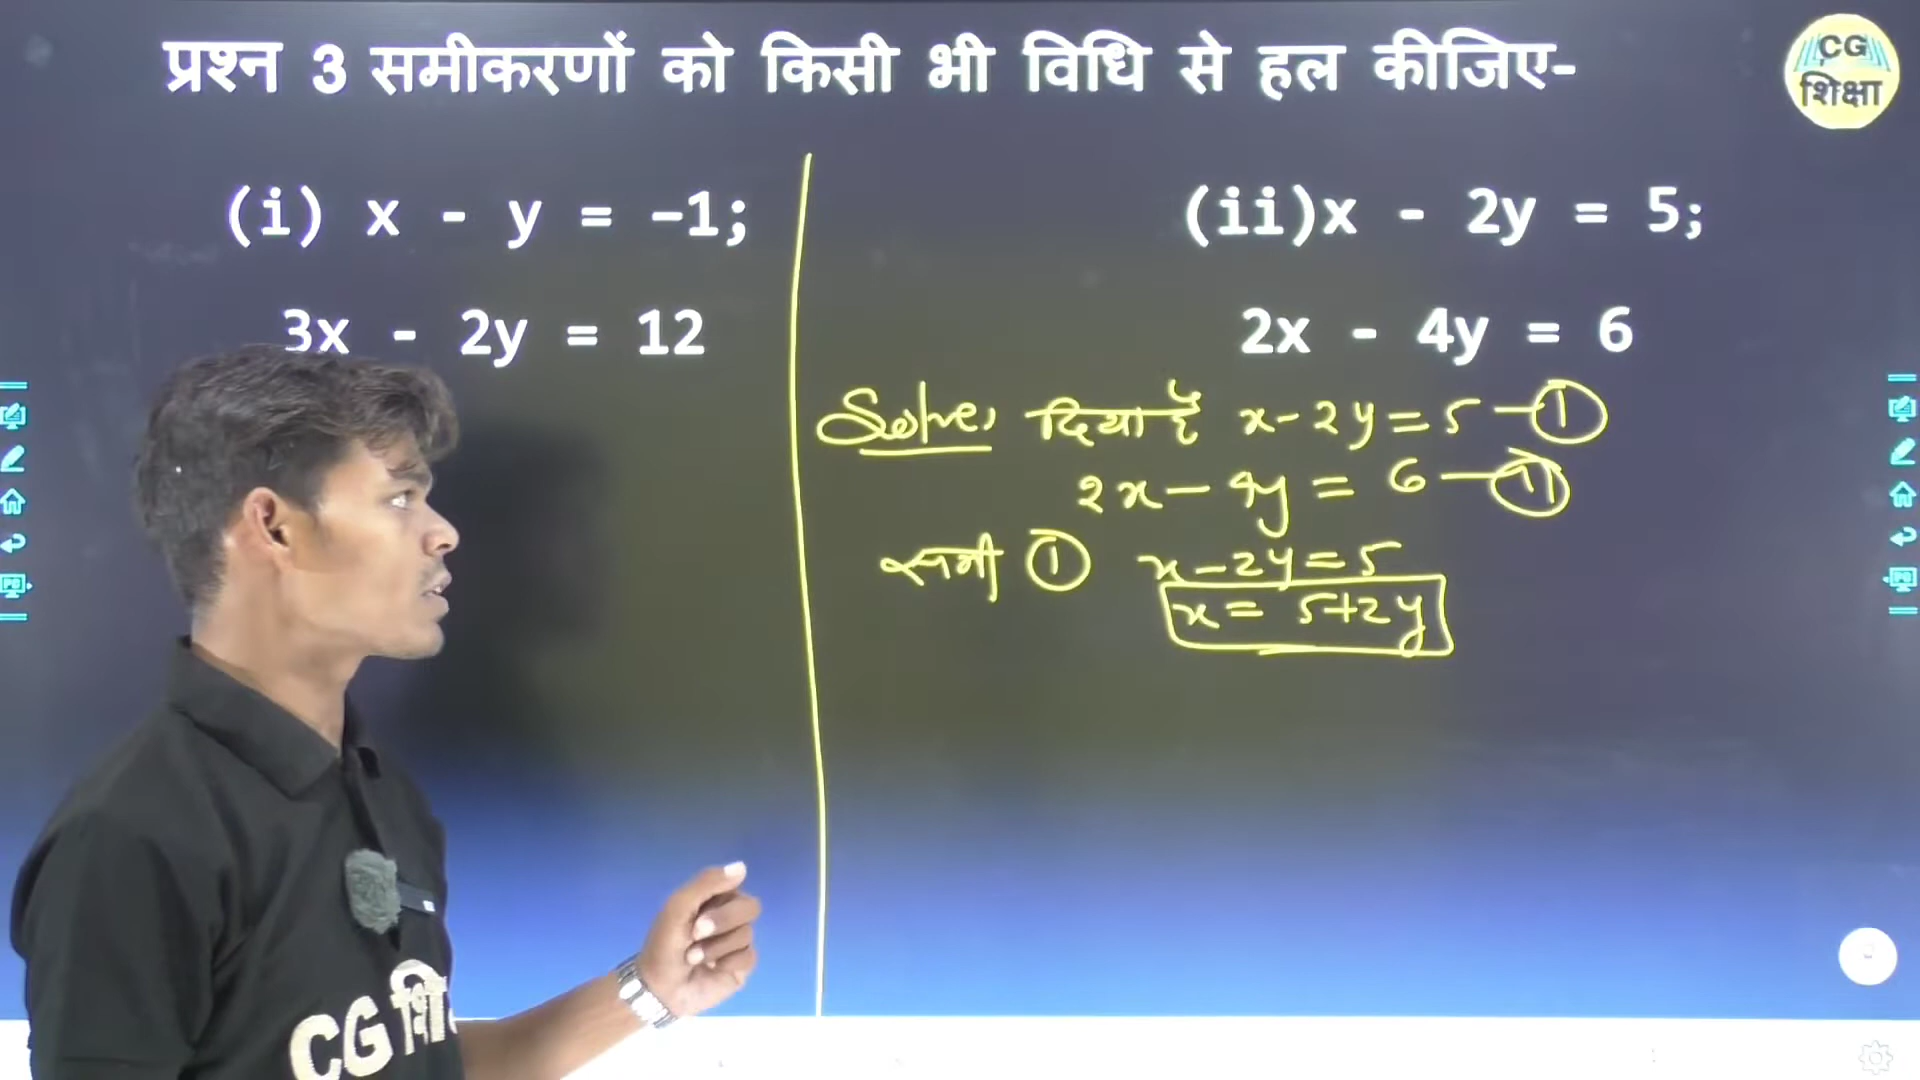 प्रश्न 3 समीकरणों को किसी भी विधि से हल कीजिए-
CG
शिक्षा
(i) x - y = -1;
3x - 2y = 12
(ii)x - 2y = 5;
2x - 4y = 6
Solve, दिया है x - 2y = 5 - ①
2x - 4y = 6 - ⑪
समी ① x - 2y = 5
x = 5+2y
CG शि